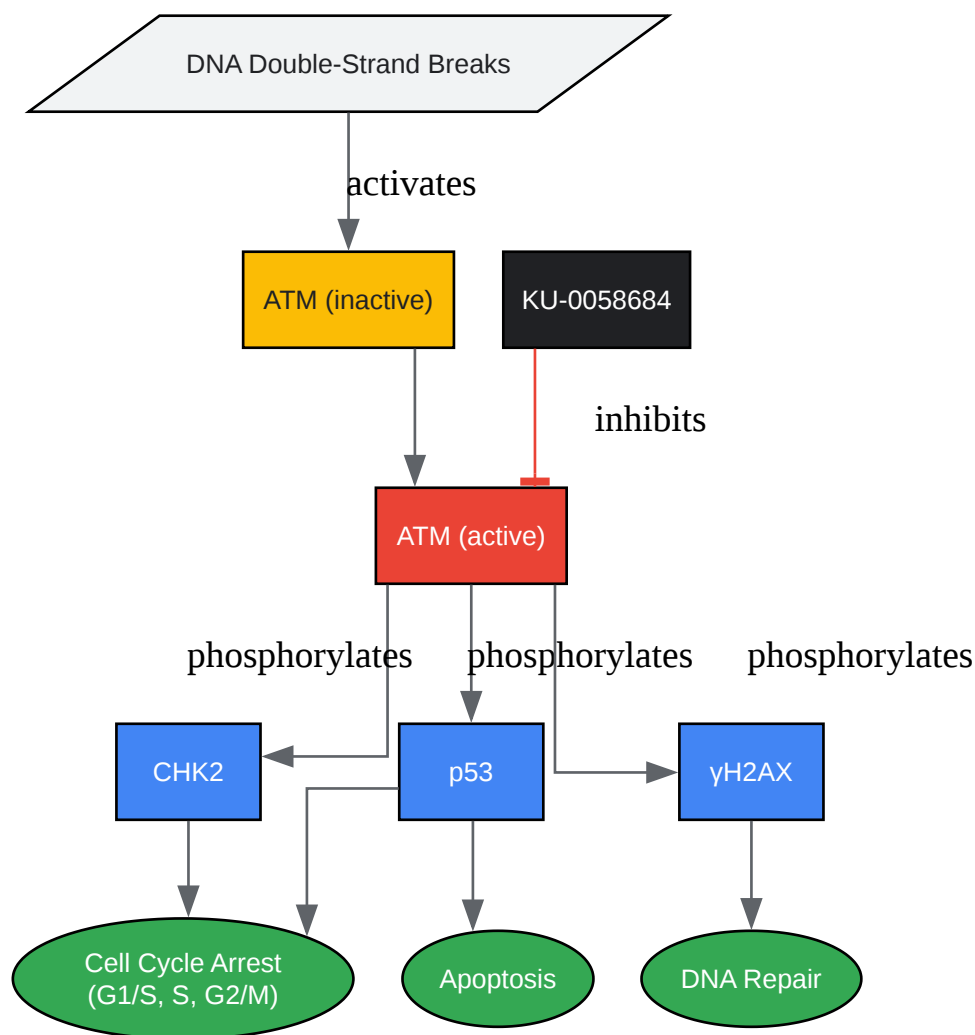 DNA Double-Strand Breaks
activates
ATM (inactive)
KU-0058684
inhibits
ATM (active)
phosphorylates
phosphorylates
phosphorylates
CHK2
p53
γH2AX
Cell Cycle Arrest
(G1/S, S, G2/M)
Apoptosis
DNA Repair